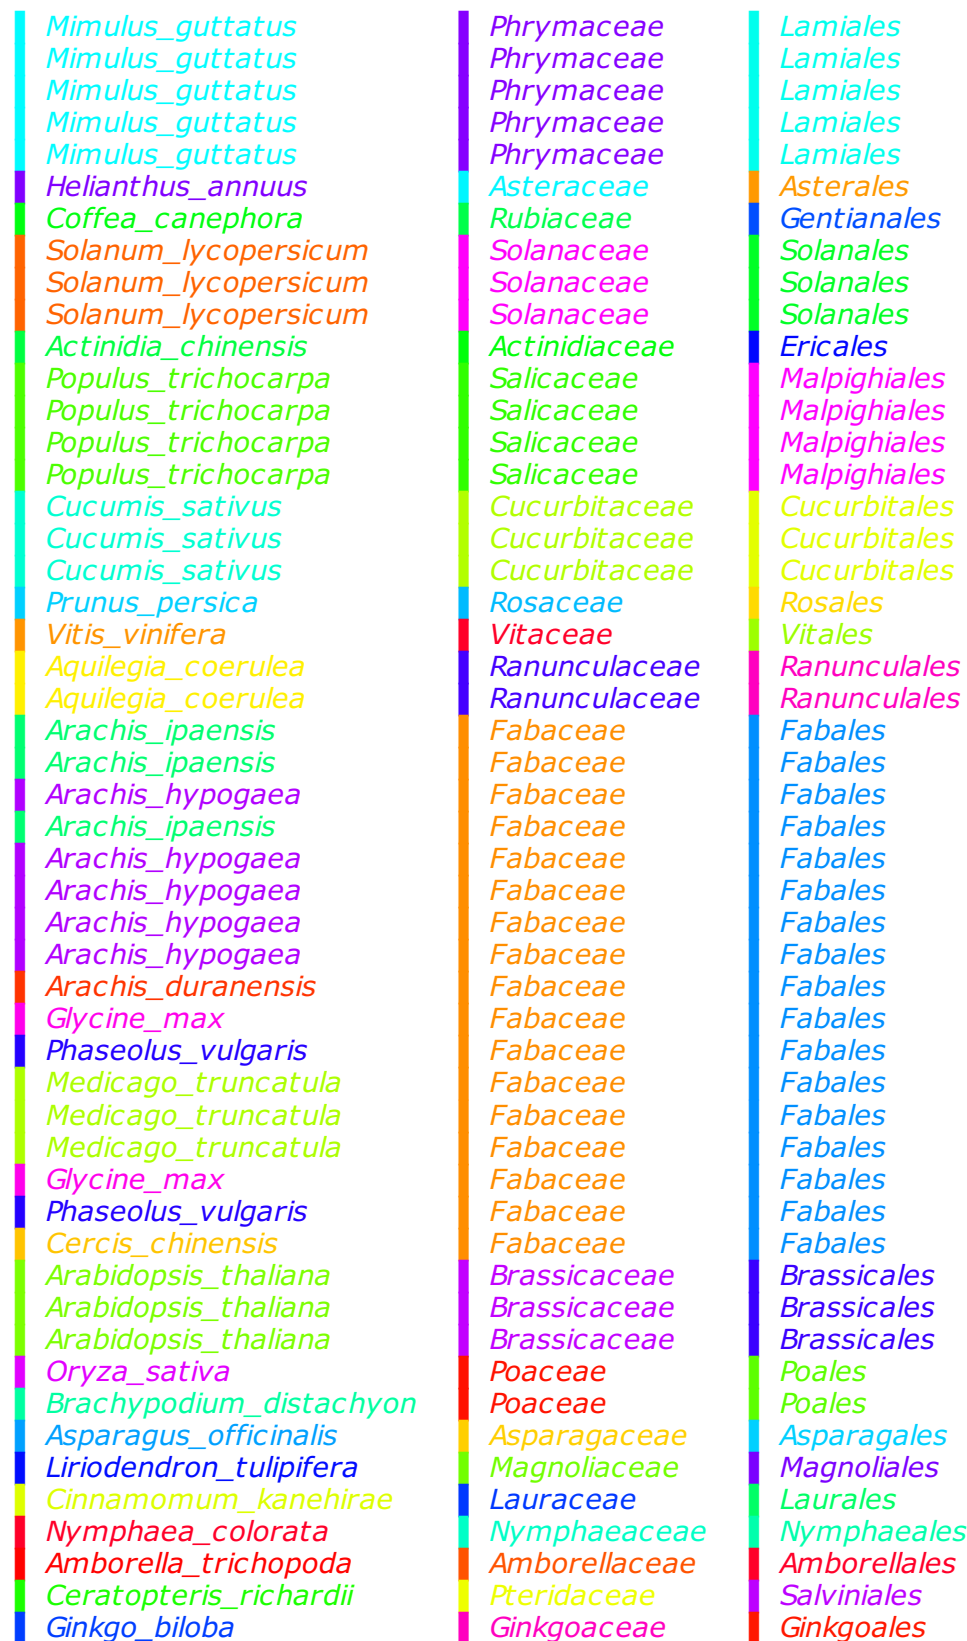 Mimulus_guttatus Phrymaceae Lamiales
Mimulus_guttatus Phrymaceae Lamiales
Mimulus_guttatus Phrymaceae Lamiales
Mimulus_guttatus Phrymaceae Lamiales
Mimulus_guttatus Phrymaceae Lamiales
Helianthus_annuus Asteraceae Asterales
Coffea_canephora Rubiaceae Gentianales
Solanum_lycopersicum Solanaceae Solanales
Solanum_lycopersicum Solanaceae Solanales
Solanum_lycopersicum Solanaceae Solanales
Actinidia_chinensis Actinidiaceae Ericales
Populus_trichocarpa Salicaceae Malpighiales
Populus_trichocarpa Salicaceae Malpighiales
Populus_trichocarpa Salicaceae Malpighiales
Populus_trichocarpa Salicaceae Malpighiales
Cucumis_sativus Cucurbitaceae Cucurbitales
Cucumis_sativus Cucurbitaceae Cucurbitales
Cucumis_sativus Cucurbitaceae Cucurbitales
Prunus_persica Rosaceae Rosales
Vitis_vinifera Vitaceae Vitales
Aquilegia_coerulea Ranunculaceae Ranunculales
Aquilegia_coerulea Ranunculaceae Ranunculales
Arachis_ipaensis Fabaceae Fabales
Arachis_ipaensis Fabaceae Fabales
Arachis_hypogaea Fabaceae Fabales
Arachis_ipaensis Fabaceae Fabales
Arachis_hypogaea Fabaceae Fabales
Arachis_hypogaea Fabaceae Fabales
Arachis_hypogaea Fabaceae Fabales
Arachis_hypogaea Fabaceae Fabales
Arachis_duranensis Fabaceae Fabales
Glycine_max Fabaceae Fabales
Phaseolus_vulgaris Fabaceae Fabales
Medicago_truncatula Fabaceae Fabales
Medicago_truncatula Fabaceae Fabales
Medicago_truncatula Fabaceae Fabales
Glycine_max Fabaceae Fabales
Phaseolus_vulgaris Fabaceae Fabales
Cercis_chinensis Fabaceae Fabales
Arabidopsis_thaliana Brassicaceae Brassicales
Arabidopsis_thaliana Brassicaceae Brassicales
Arabidopsis_thaliana Brassicaceae Brassicales
Oryza_sativa Poaceae Poales
Brachypodium_distachyon Poaceae Poales
Asparagus_officinalis Asparagaceae Asparagales
Liriodendron_tulipifera Magnoliaceae Magnoliales
Cinnamomum_kanehirae Lauraceae Laurales
Nymphaea_colorata Nymphaeaceae Nymphaeales
Amborella_trichopoda Amborellaceae Amborellales
Ceratopteris_richardii Pteridaceae Salviniales
Ginkgo_biloba Ginkgoaceae Ginkgoales